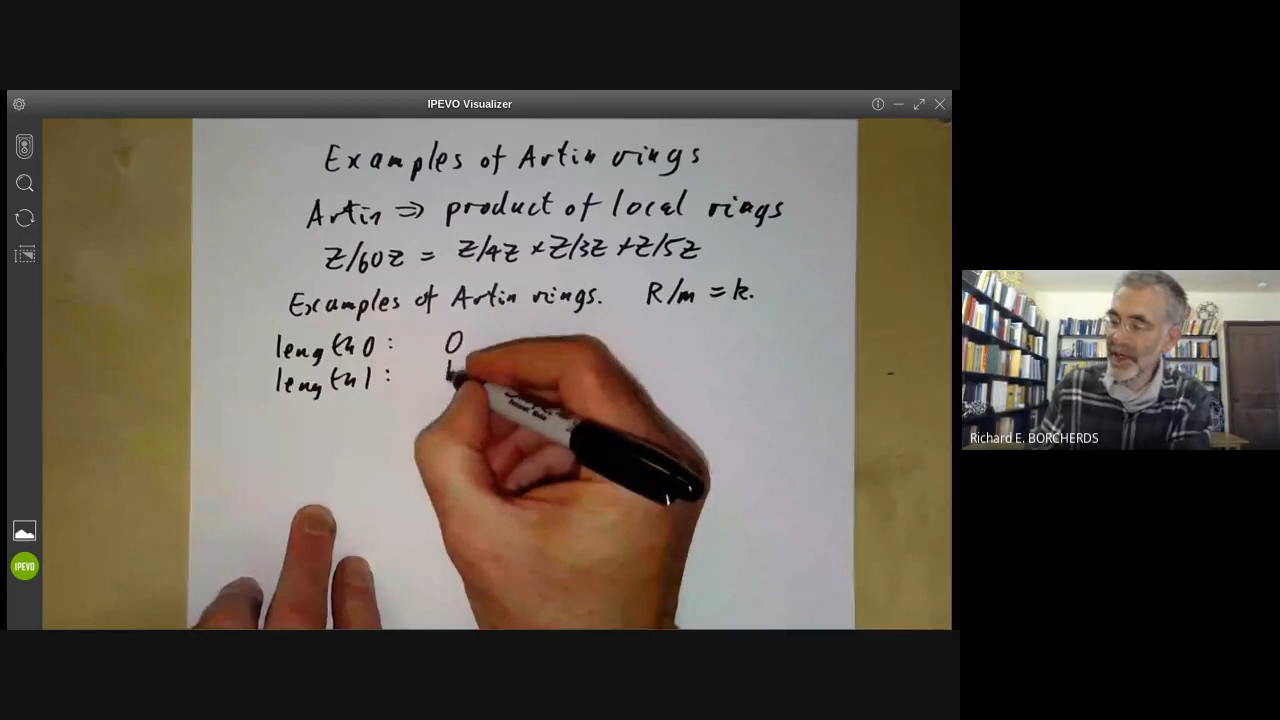 IPEVO Visualizer
Examples of Artin rings
Artin ⇒ product of local rings
Z/60Z = Z/4Z × Z/3Z + Z/5Z
Examples of Artin rings. R/m = k.
length 0 : 0
length 1 :
Richard E. BORCHERDS
IPEVO